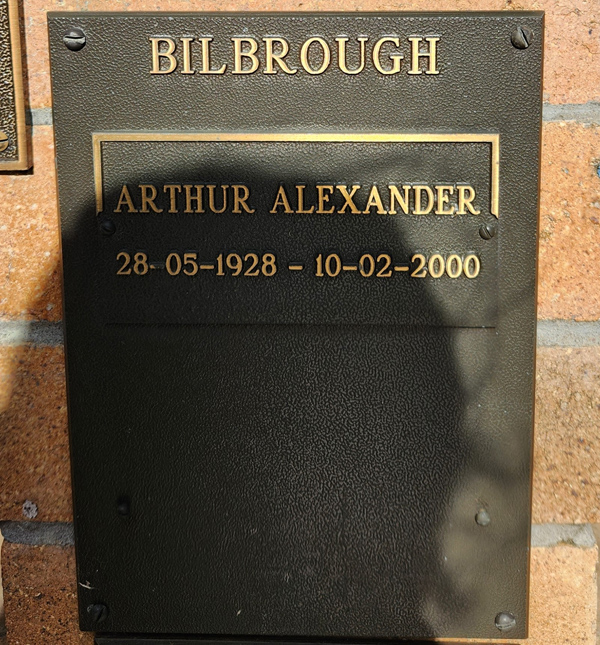 BILBROUGH
ARTHUR ALEXANDER
28-05-1928 - 10-02-2000